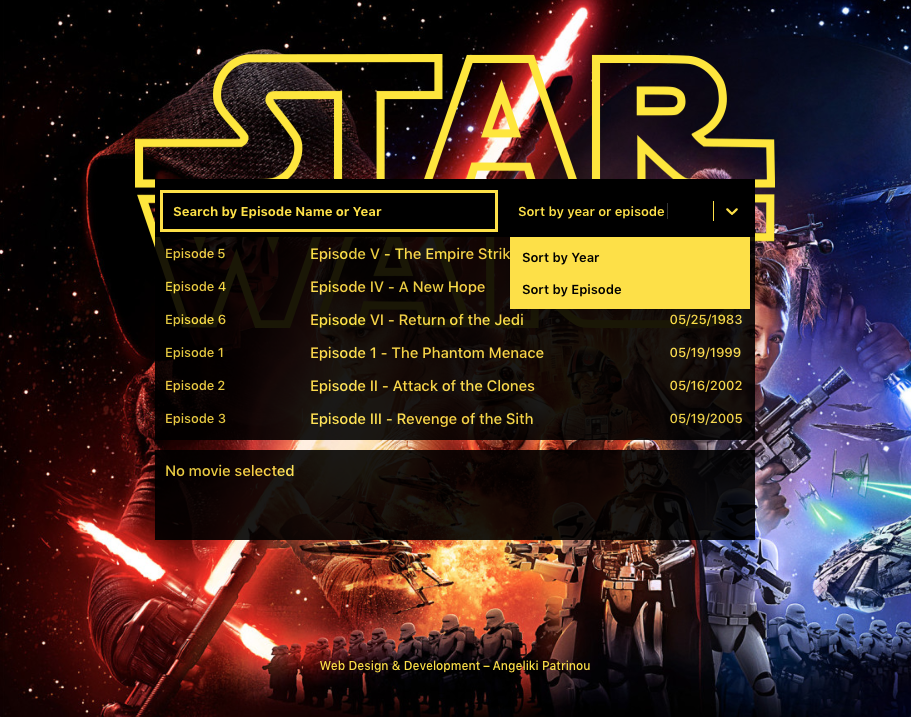 STAR
WARS
Search by Episode Name or Year
Sort by year or episode
Sort by Year
Sort by Episode
Episode 5 Episode V - The Empire Strik
Episode 4 Episode IV - A New Hope
Episode 6 Episode VI - Return of the Jedi 05/25/1983
Episode 1 Episode 1 - The Phantom Menace 05/19/1999
Episode 2 Episode II - Attack of the Clones 05/16/2002
Episode 3 Episode III - Revenge of the Sith 05/19/2005
No movie selected
Web Design & Development – Angeliki Patrinou